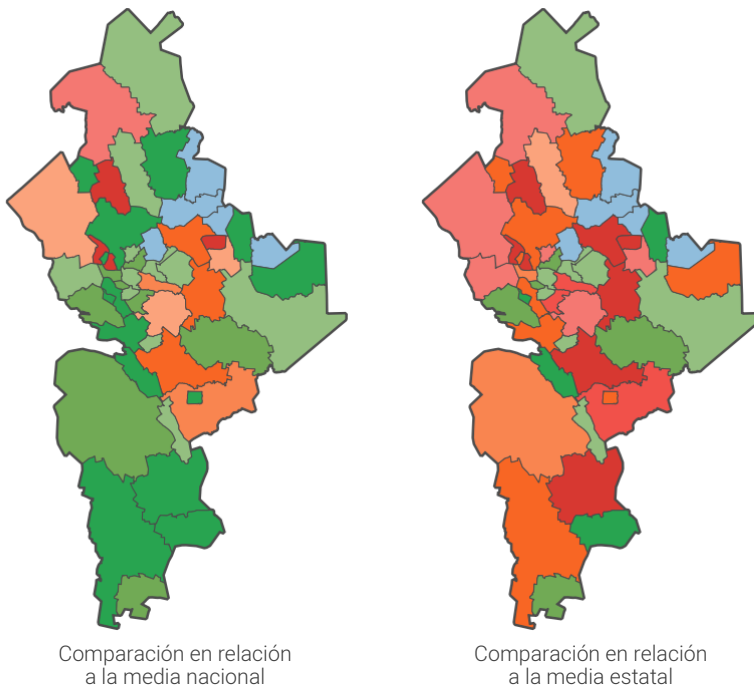 Comparación en relación
a la media nacional
Comparación en relación
a la media estatal